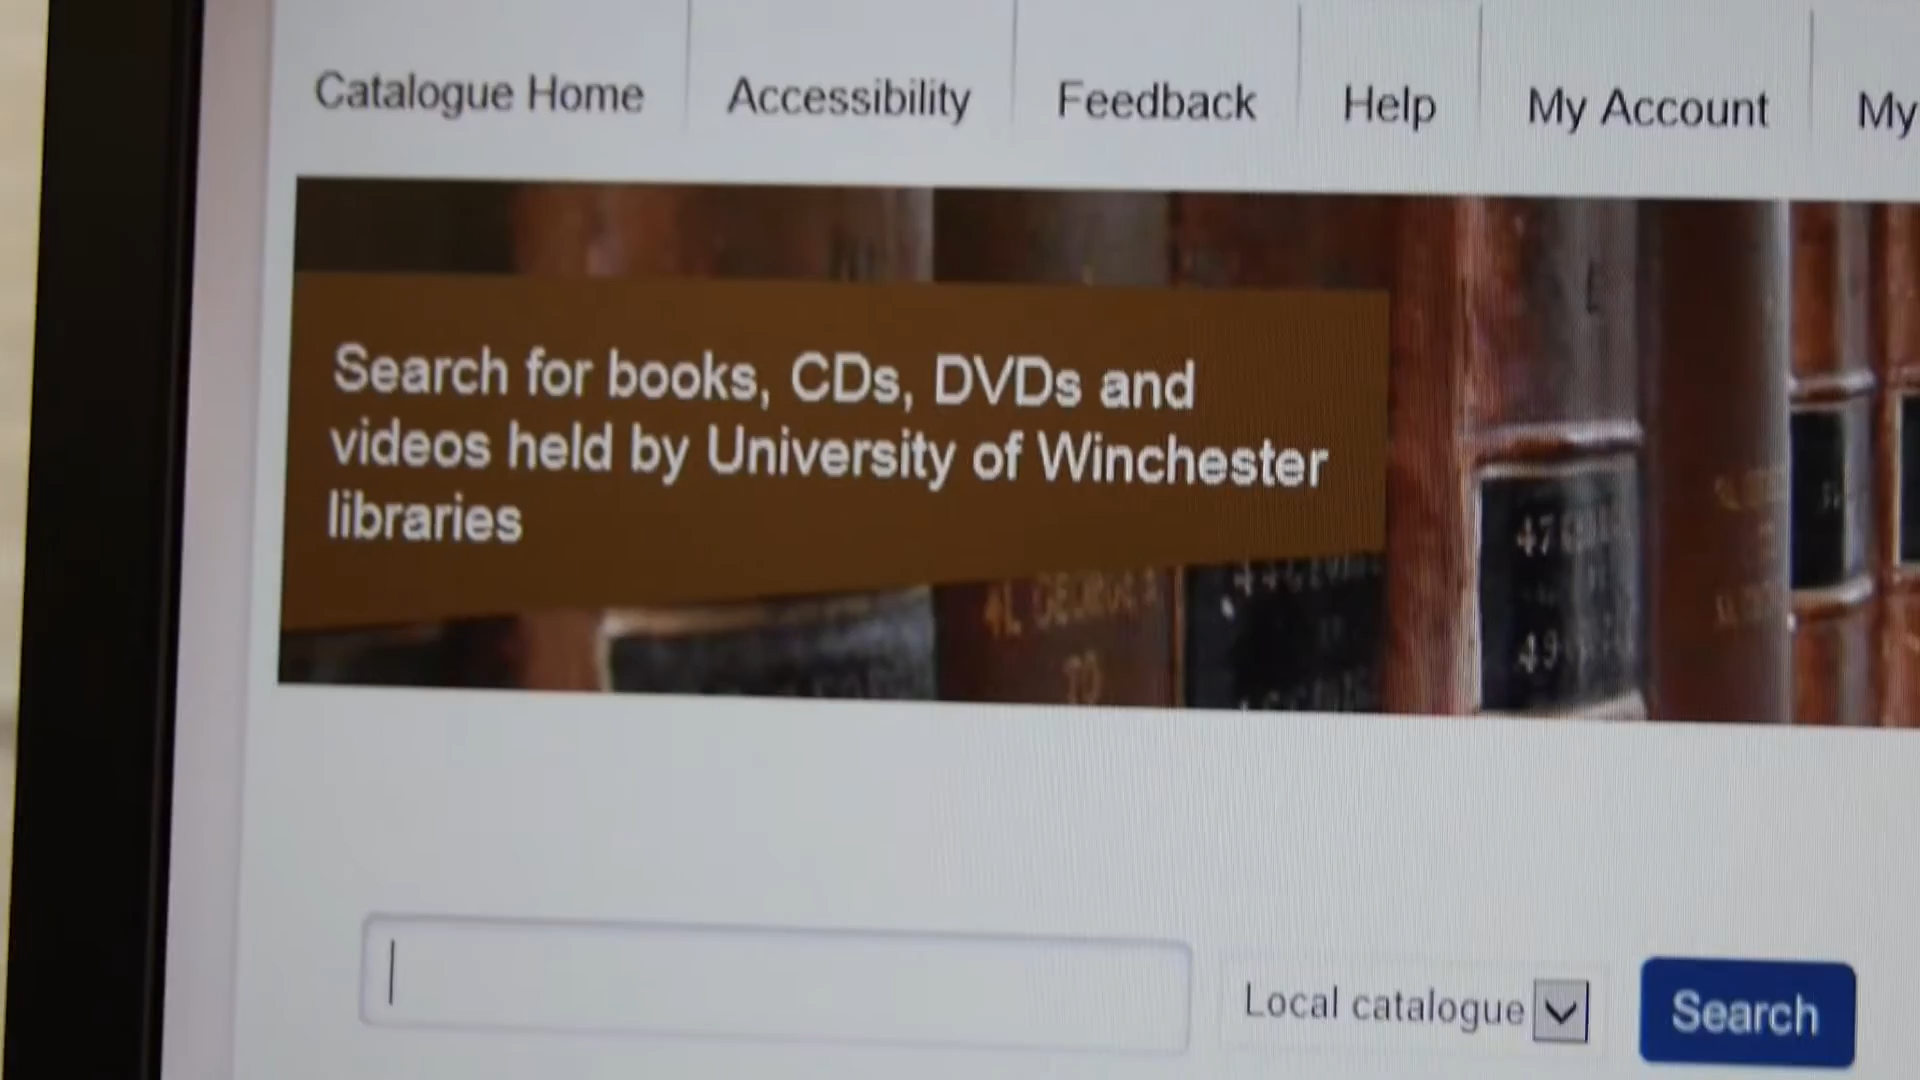 Catalogue Home Accessibility Feedback Help My Account My
Search for books, CDs, DVDs and
videos held by University of Winchester
libraries
Local catalogue Search